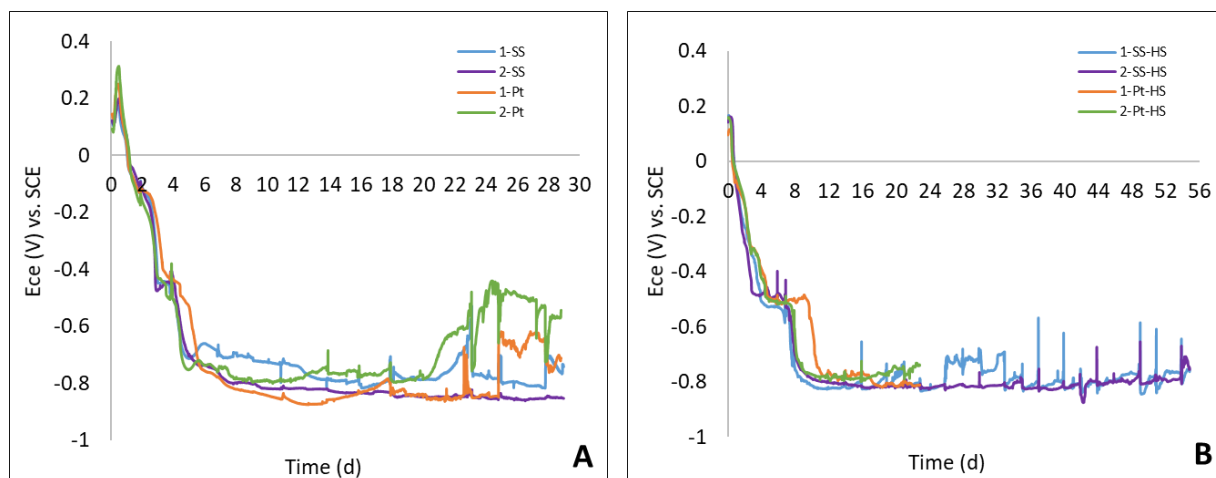 0.4
0.2
0
-0.2
-0.4
-0.6
-0.8
-1
Ece (V) vs. SCE
0 2 4 6 8 10 12 14 16 18 20 22 24 26 28 30
Time (d)
1-SS
2-SS
1-Pt
2-Pt
A
0.4
0.2
0
-0.2
-0.4
-0.6
-0.8
-1
Ece (V) vs. SCE
0 4 8 12 16 20 24 28 32 36 40 44 48 52 56
Time (d)
1-SS-HS
2-SS-HS
1-Pt-HS
2-Pt-HS
B